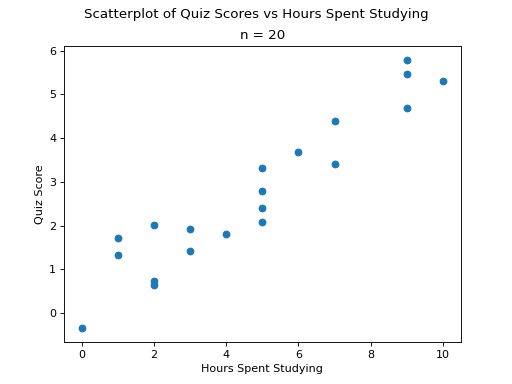 Scatterplot of Quiz Scores vs Hours Spent Studying
n = 20
6
5
4
3
2
1
0
Quiz Score
0 2 4 6 8 10
Hours Spent Studying